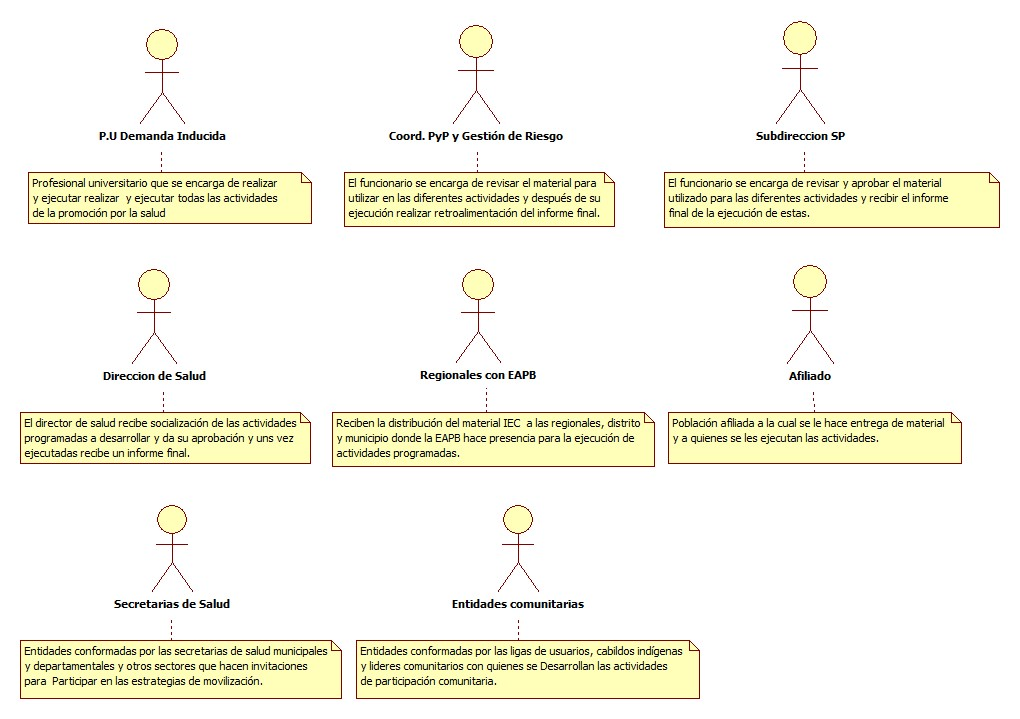 P.U Demanda Inducida
Profesional universitario que se encarga de realizar
y ejecutar realizar y ejecutar todas las actividades
de la promoción por la salud
Coord. PyP y Gestión de Riesgo
El funcionario se encarga de revisar el material para
utilizar en las diferentes actividades y después de su
ejecución realizar retroalimentación del informe final.
Subdireccion SP
El funcionario se encarga de revisar y aprobar el material
utilizado para las diferentes actividades y recibir el informe
final de la ejecución de estas.
Direccion de Salud
El director de salud recibe socialización de las actividades
programadas a desarrollar y da su aprobación y uns vez
ejecutadas recibe un informe final.
Regionales con EAPB
Reciben la distribución del material IEC a las regionales, distrito
y municipio donde la EAPB hace presencia para la ejecución de
actividades programadas.
Afiliado
Población afiliada a la cual se le hace entrega de material
y a quienes se les ejecutan las actividades.
Secretarias de Salud
Entidades conformadas por las secretarias de salud municipales
y departamentales y otros sectores que hacen invitaciones
para Participar en las estrategias de movilización.
Entidades comunitarias
Entidades conformadas por las ligas de usuarios, cabildos indígenas
y lideres comunitarios con quienes se Desarrollan las actividades
de participación comunitaria.